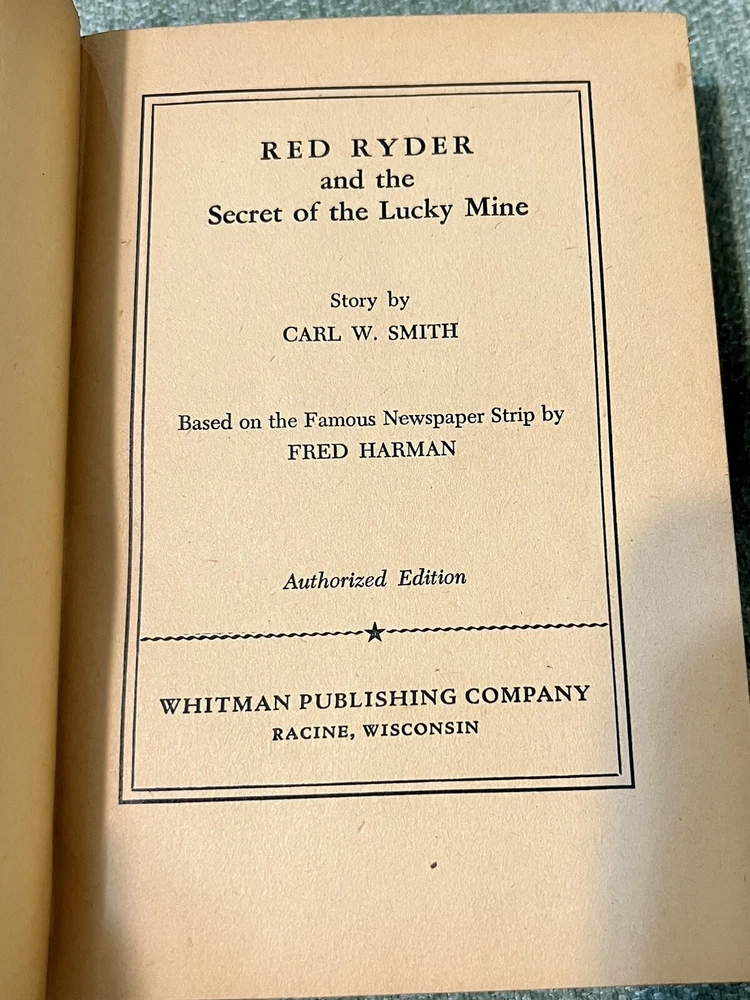 RED RYDER
and the
Secret of the Lucky Mine
Story by
CARL W. SMITH
Based on the Famous Newspaper Strip by
FRED HARMAN
Authorized Edition
WHITMAN PUBLISHING COMPANY
RACINE, WISCONSIN